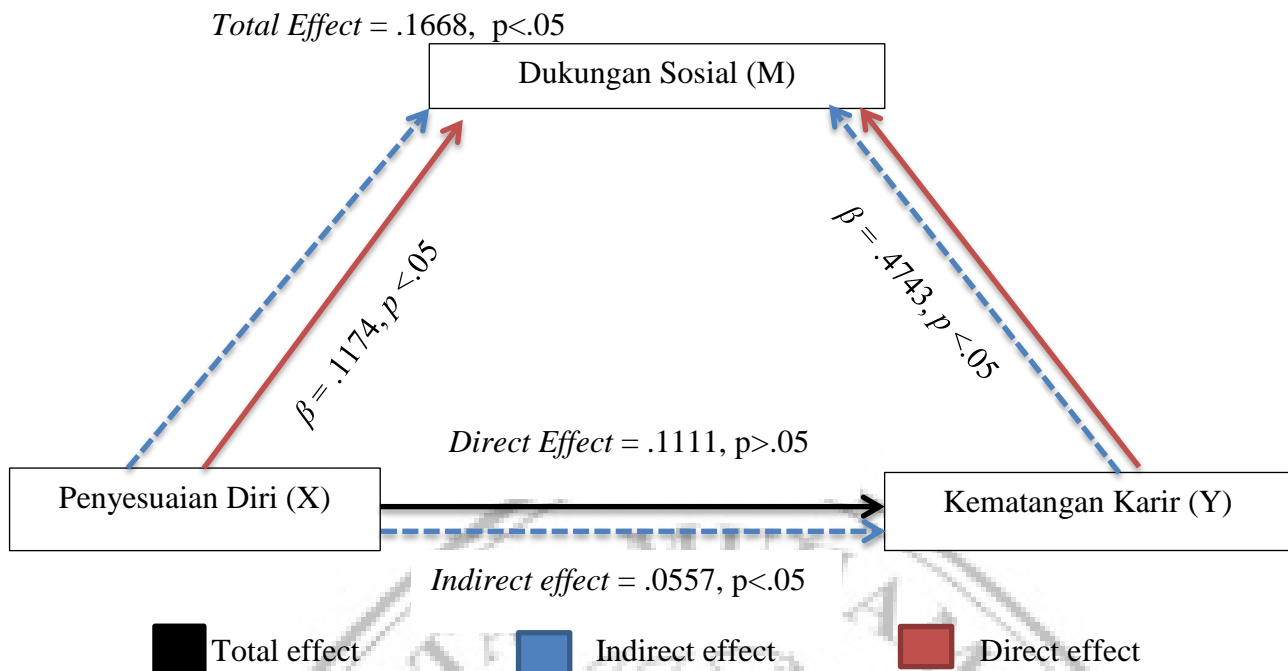 Total Effect = .1668, p<.05
Dukungan Sosial (M)
β = .1174, p <.05
β = .4743, p <.05
Direct Effect = .1111, p>.05
Penyesuaian Diri (X)
Kematangan Karir (Y)
Indirect effect = .0557, p<.05
Total effect
Indirect effect
Direct effect